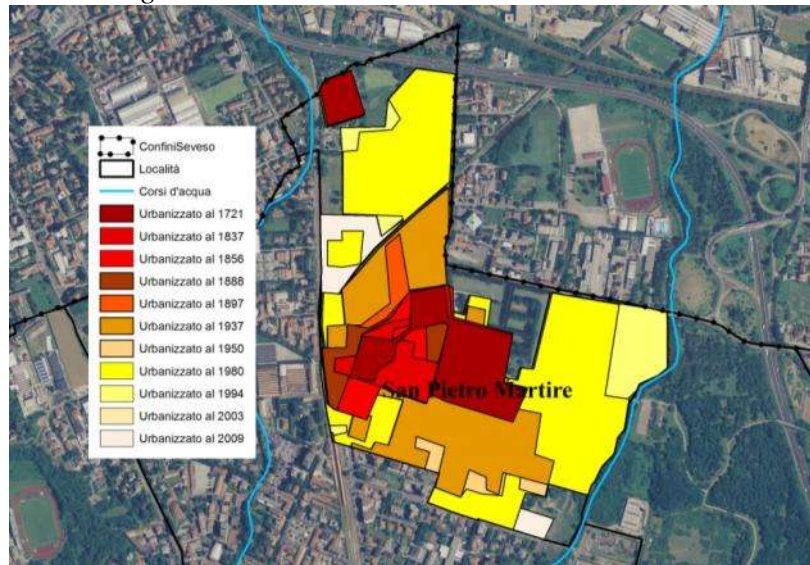 ConfiniSeveso
Località
Corsi d'acqua
Urbanizzato al 1721
Urbanizzato al 1837
Urbanizzato al 1856
Urbanizzato al 1888
Urbanizzato al 1897
Urbanizzato al 1937
Urbanizzato al 1950
Urbanizzato al 1980
Urbanizzato al 1994
Urbanizzato al 2003
Urbanizzato al 2009
San Pietro Martire